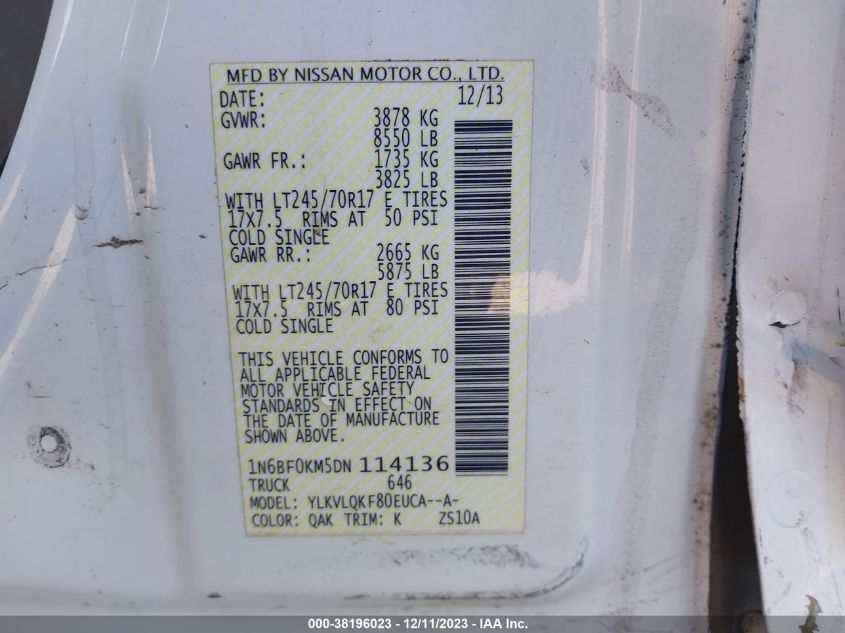 MFD BY NISSAN MOTOR CO., LTD.
DATE: 12/13
GVWR: 3878 KG
8550 LB
GAWR FR.: 1735 KG
3825 LB
WITH LT245/70R17 E TIRES
17X7.5 RIMS AT 50 PSI
COLD SINGLE
GAWR RR.: 2665 KG
5875 LB
WITH LT245/70R17 E TIRES
17X7.5 RIMS AT 80 PSI
COLD SINGLE
THIS VEHICLE CONFORMS TO
ALL APPLICABLE FEDERAL
MOTOR VEHICLE SAFETY
STANDARDS IN EFFECT ON
THE DATE OF MANUFACTURE
SHOWN ABOVE.
1N6BF0KM5DN 114136
TRUCK 646
MODEL: YLKVLQKF80EUCA--A-
COLOR: QAK TRIM: K ZS10A
000-38196023 - 12/11/2023 - IAA Inc.